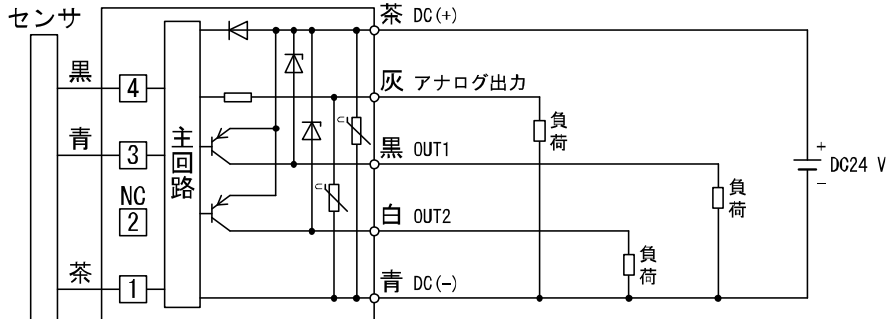 センサ
茶 DC(+)
黒
4
灰 アナログ出力
負荷
青
3
主回路
黒 OUT1
+
DC24 V
−
負荷
NC
2
白 OUT2
負荷
茶
1
青 DC(-)